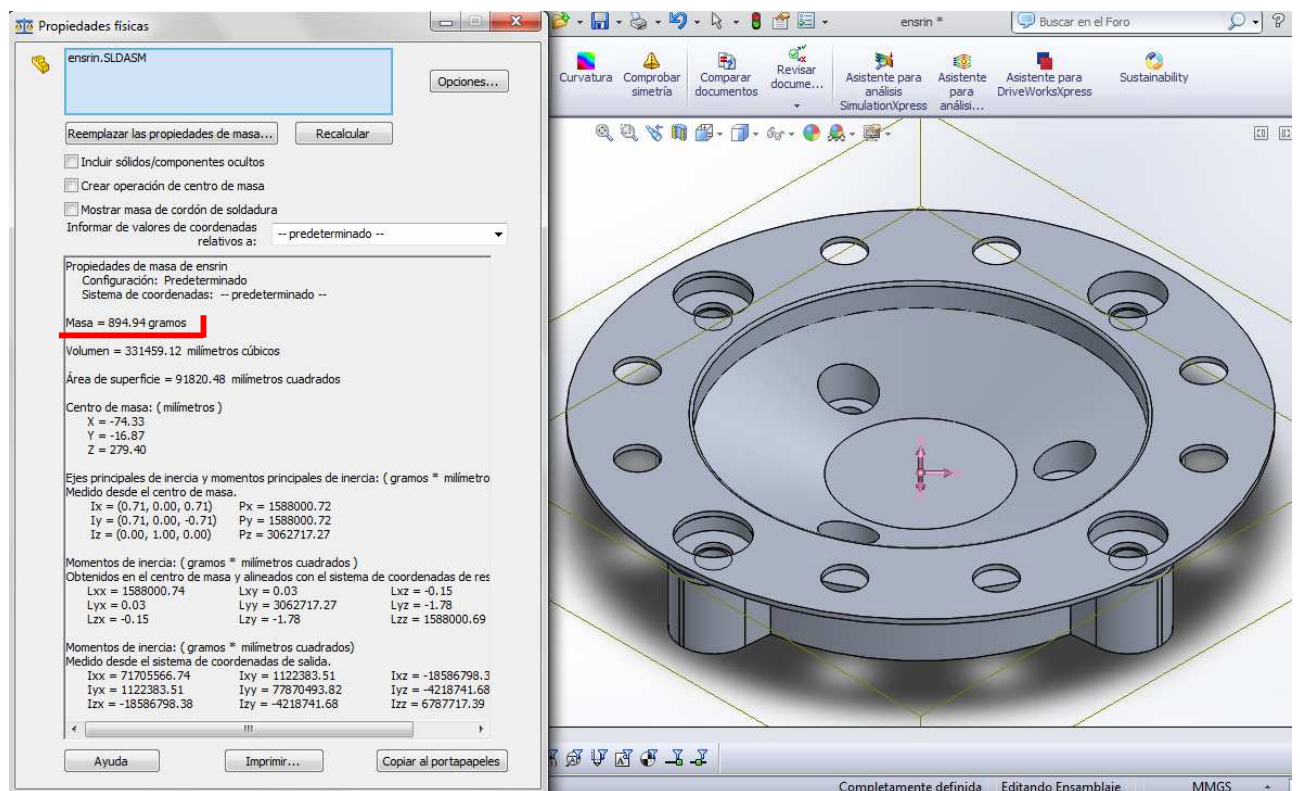 Propiedades físicas
ensrin.SLDASM
Opciones...
Reemplazar las propiedades de masa...
Recalcular
Incluir sólidos/componentes ocultos
Crear operación de centro de masa
Mostrar masa de cordón de soldadura
Informar de valores de coordenadas relativos a:
-- predeterminado --
Propiedades de masa de ensrin
Configuración: Predeterminado
Sistema de coordenadas: -- predeterminado --
Masa = 894.94 gramos
Volumen = 331459.12 milímetros cúbicos
Área de superficie = 91820.48 milímetros cuadrados
Centro de masa: ( milímetros )
X = -74.33
Y = -16.87
Z = 279.40
Ejes principales de inercia y momentos principales de inercia: ( gramos * milímetro
Medido desde el centro de masa.
Ix = (0.71, 0.00, 0.71) Px = 1588000.72
Iy = (0.71, 0.00, -0.71) Py = 1588000.72
Iz = (0.00, 1.00, 0.00) Pz = 3062717.27
Momentos de inercia: ( gramos * milímetros cuadrados )
Obtenidos en el centro de masa y alineados con el sistema de coordenadas de res
Lxx = 1588000.74 Lxy = 0.03 Lxz = -0.15
Lyx = 0.03 Lyy = 3062717.27 Lyz = -1.78
Lzx = -0.15 Lzy = -1.78 Lzz = 1588000.69
Momentos de inercia: ( gramos * milímetros cuadrados)
Medido desde el sistema de coordenadas de salida.
Ixx = 71705566.74 Ixy = 1122383.51 Ixz = -18586798.3
Iyx = 1122383.51 Iyy = 77870493.82 Iyz = -4218741.68
Izx = -18586798.38 Izy = -4218741.68 Izz = 6787717.39
Ayuda
Imprimir...
Copiar al portapapeles
ensrin *
Buscar en el Foro
Curvatura
Comprobar simetría
Comparar documentos
Revisar docume...
Asistente para análisis SimulationXpress
Asistente para análisi...
Asistente para DriveWorksXpress
Sustainability
Completamente definida
Editando Ensamblaje
MMGS